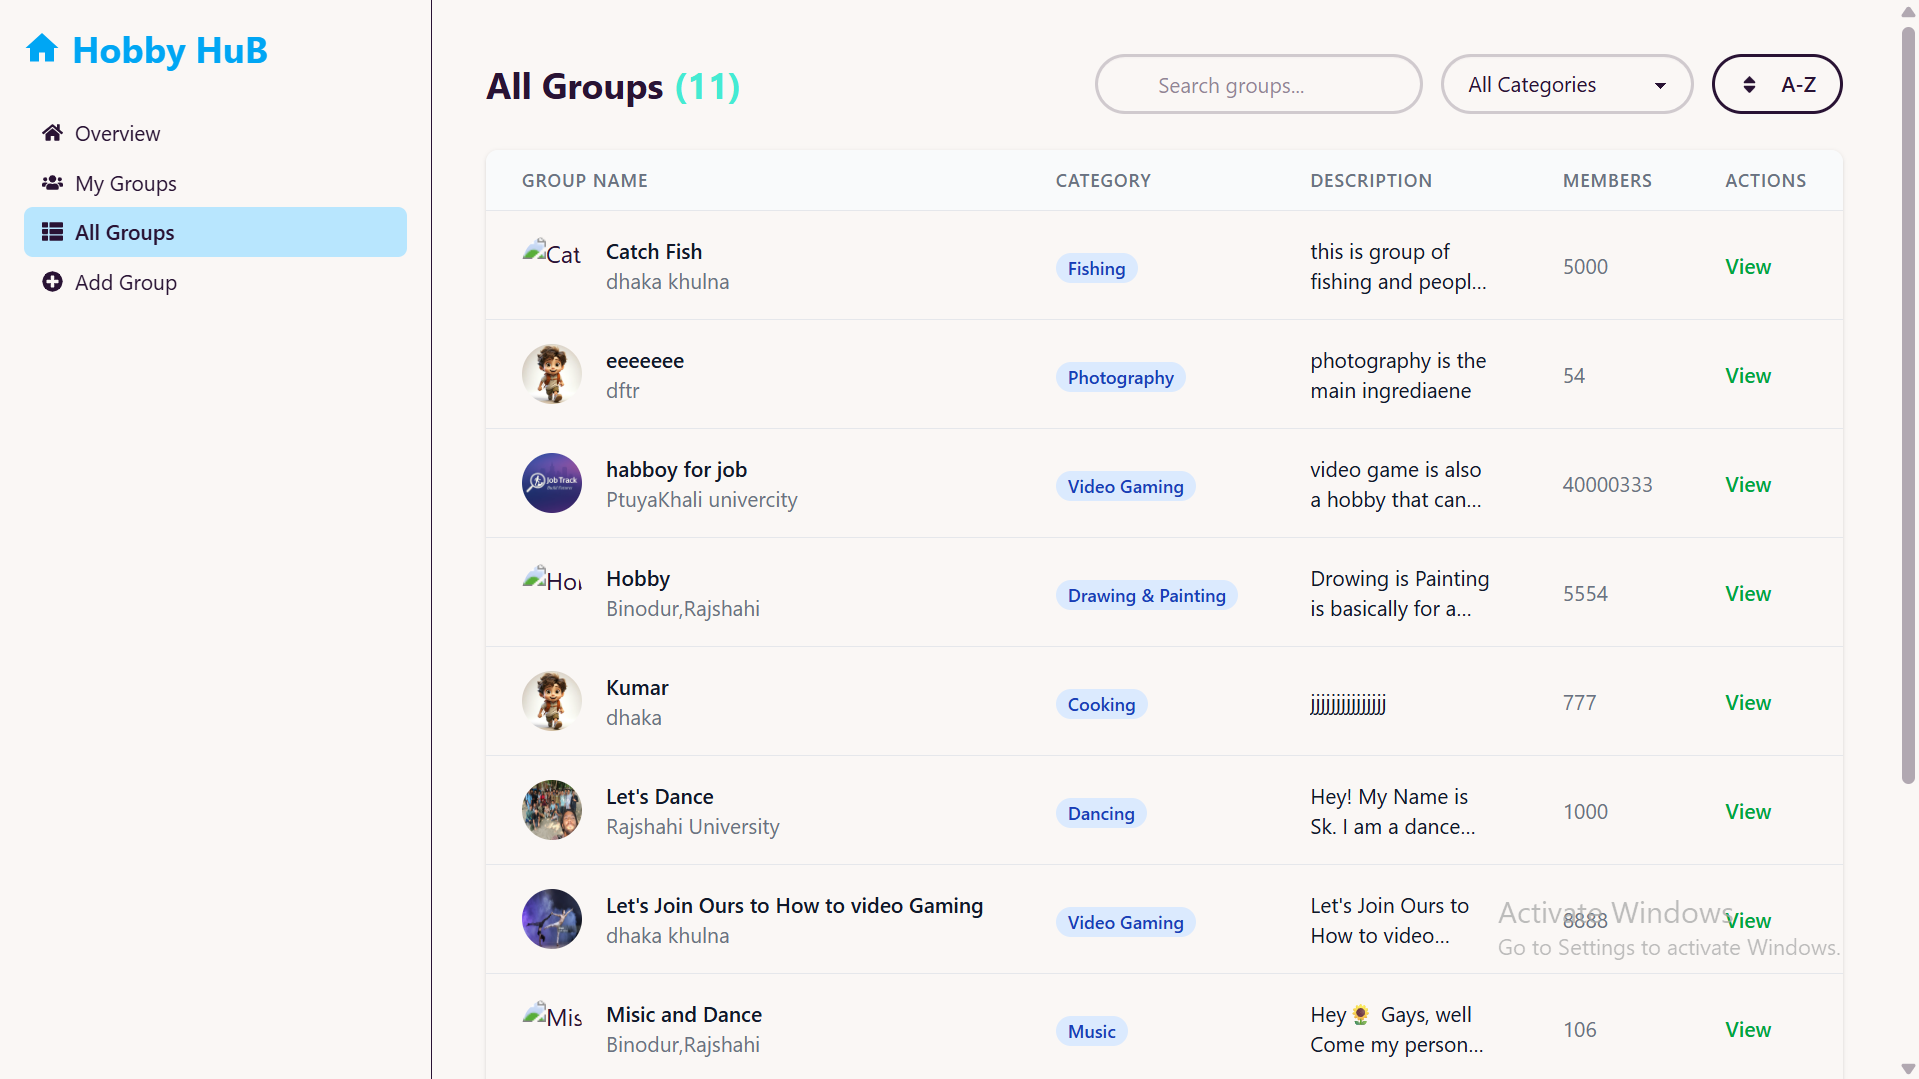 Hobby HuB
Overview
My Groups
All Groups
Add Group
All Groups (11)
Search groups...
All Categories
A-Z
GROUP NAME CATEGORY DESCRIPTION MEMBERS ACTIONS
Cat
Catch Fish
dhaka khulna
Fishing
this is group of
fishing and peopl...
5000
View
eeeeeee
dftr
Photography
photography is the
main ingrediaene
54
View
Job Track
habboy for job
PtuyaKhali univercity
Video Gaming
video game is also
a hobby that can...
40000333
View
Hobby
Binodur,Rajshahi
Drawing & Painting
Drowing is Painting
is basically for a...
5554
View
Kumar
dhaka
Cooking
777
View
Let's Dance
Rajshahi University
Dancing
Hey! My Name is
Sk. I am a dance...
1000
View
Let's Join Ours to How to video Gaming
dhaka khulna
Video Gaming
Let's Join Ours to
How to video...
8888
View
Activate Windows
Go to Settings to activate Windows.
Mis
Misic and Dance
Binodur,Rajshahi
Music
Hey🌻 Gays, well
Come my person...
106
View